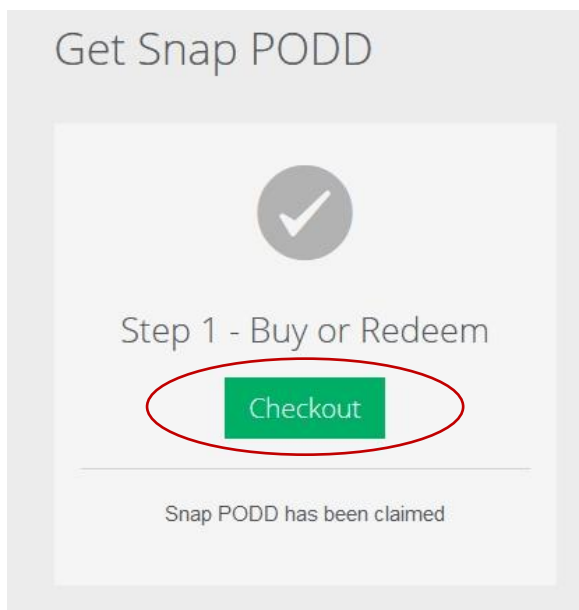 Get Snap PODD
Step 1 - Buy or Redeem
Checkout
Snap PODD has been claimed